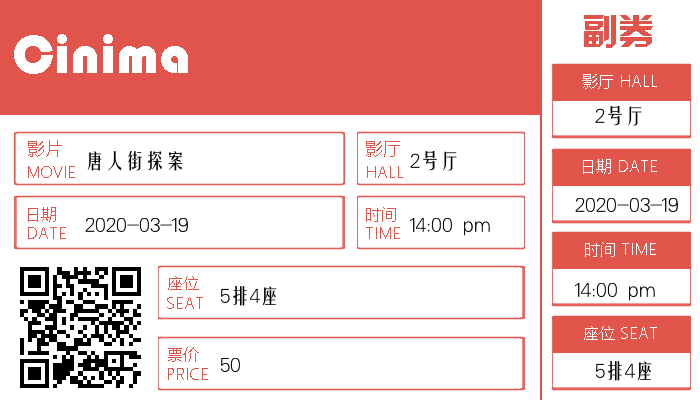 Cinima
影片
MOVIE
唐人街探案
影厅
HALL
2号厅
日期
DATE
2020-03-19
时间
TIME
14:00 pm
座位
SEAT
5排4座
票价
PRICE
50
副券
影厅 HALL
2号厅
日期 DATE
2020-03-19
时间 TIME
14:00 pm
座位 SEAT
5排4座